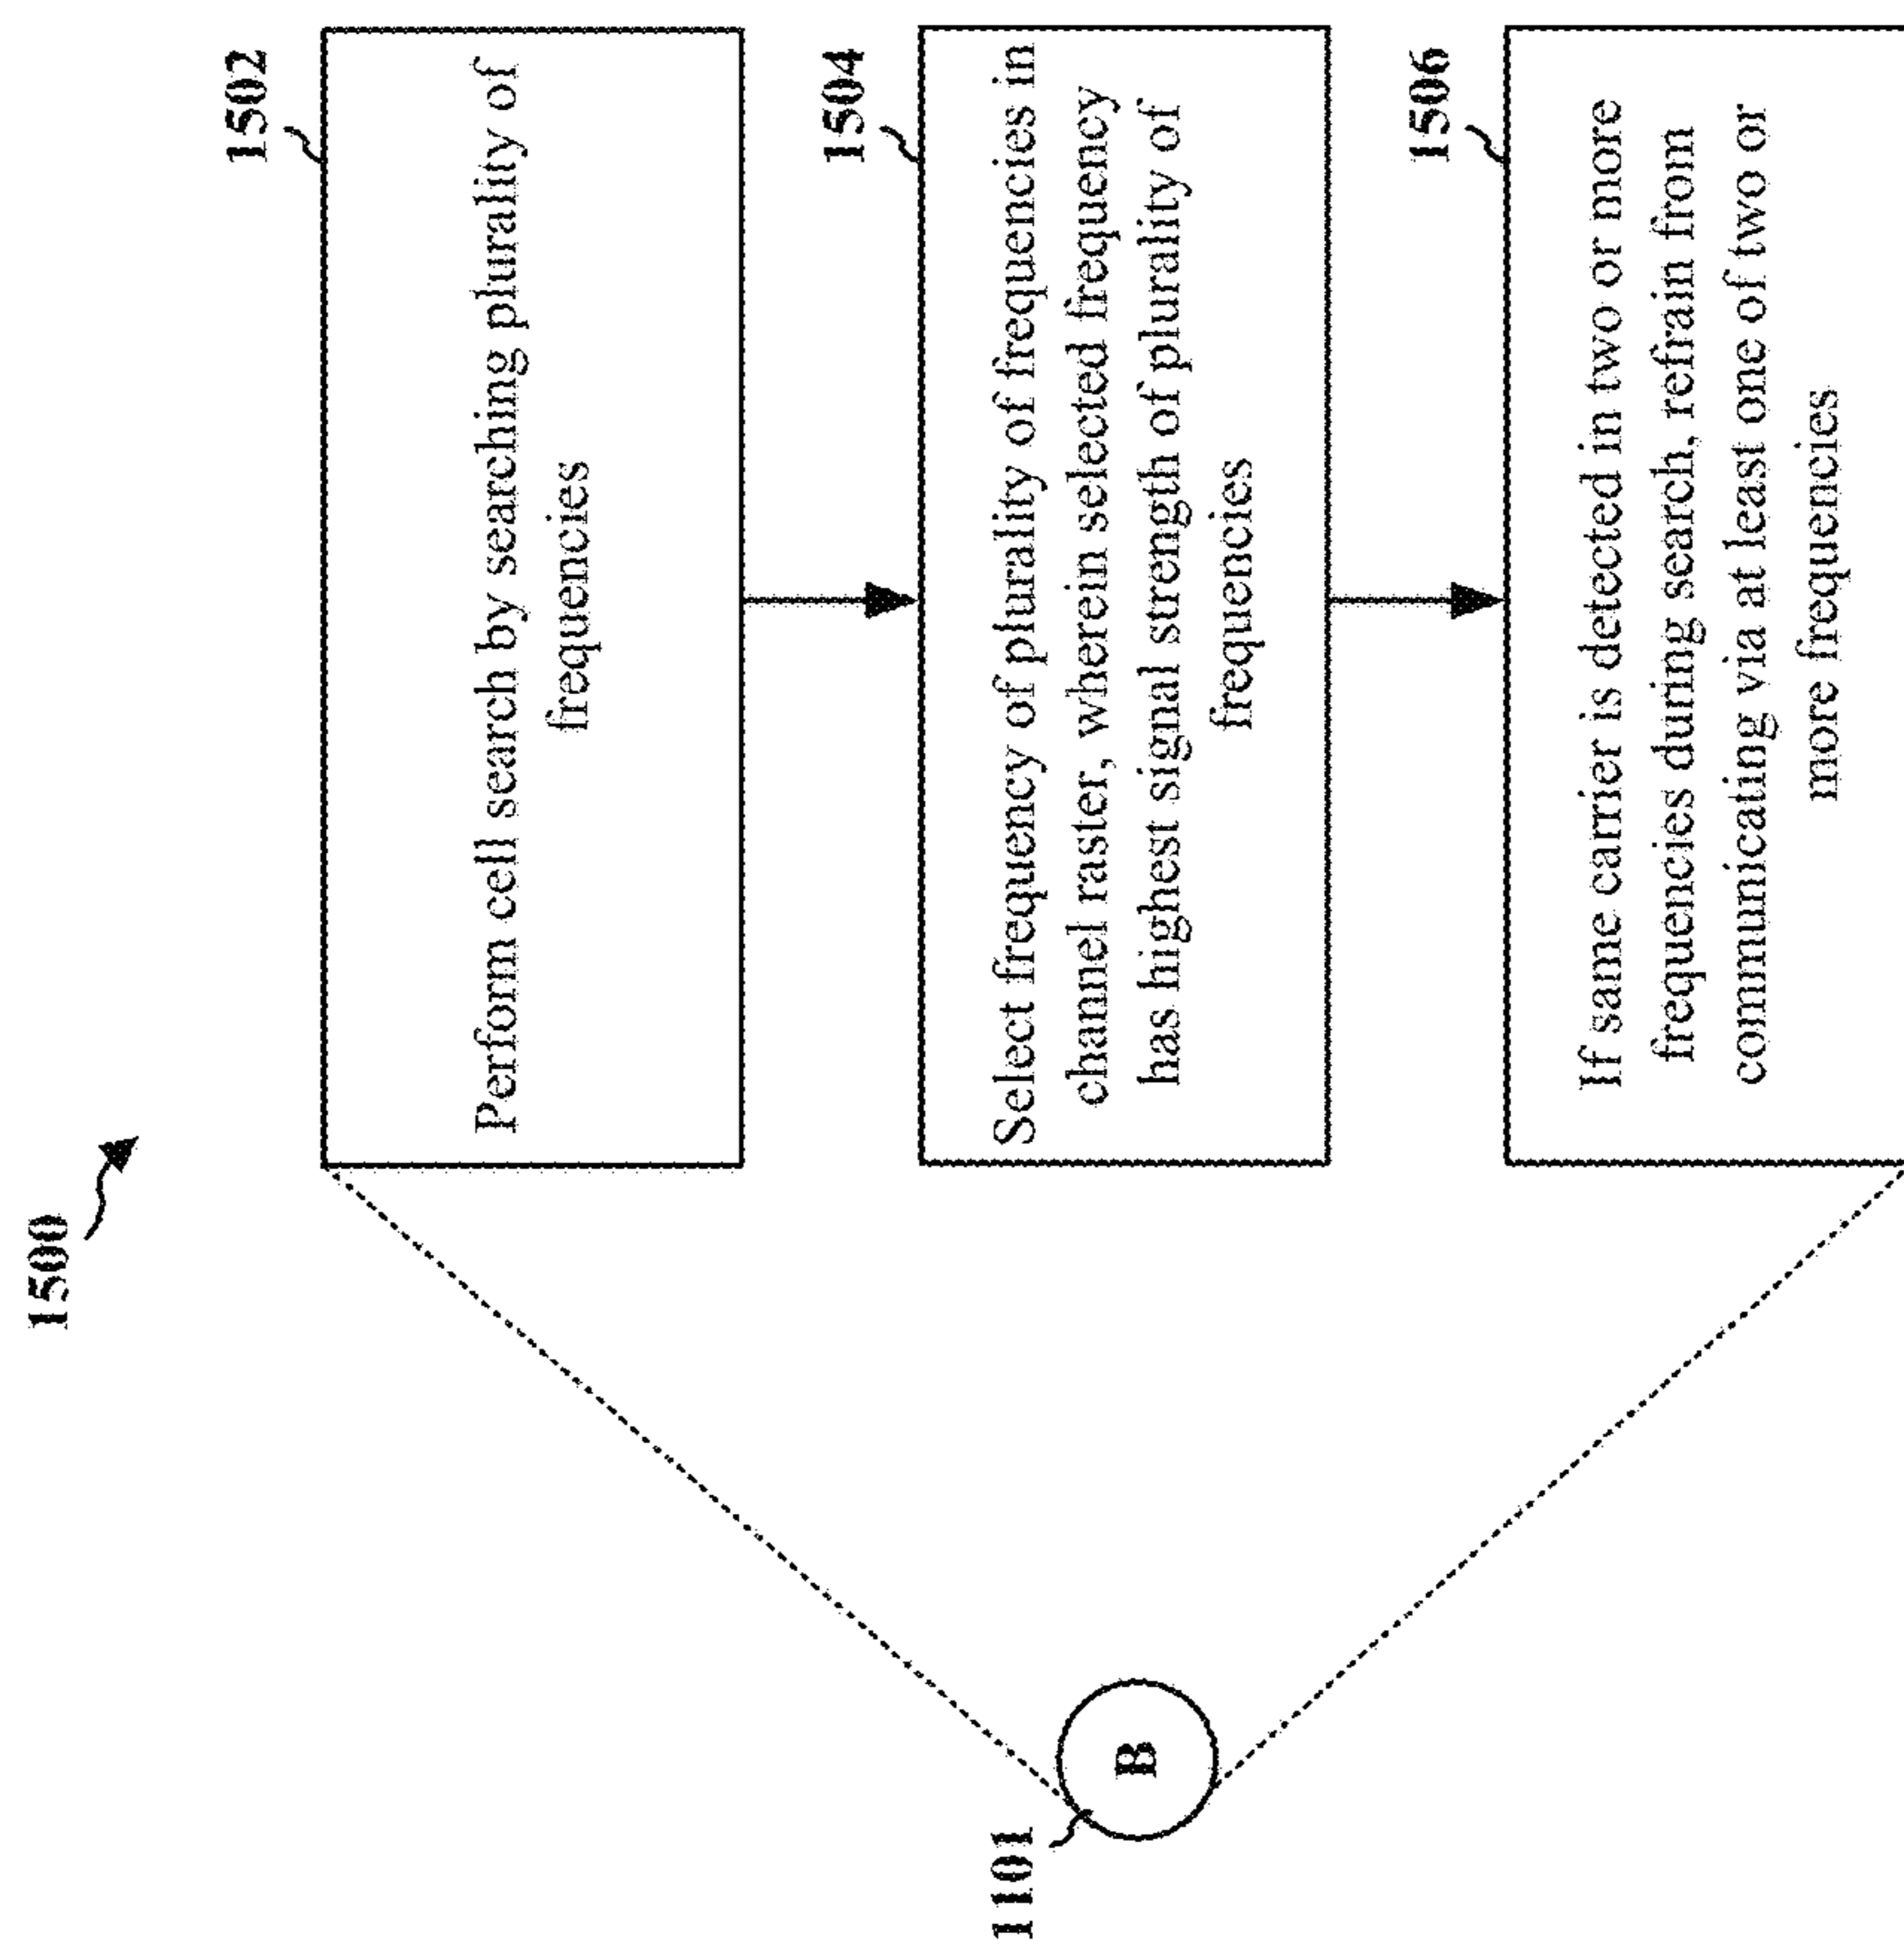 1500
1502
Perform cell search by searching plurality of
frequencies
1504
Select frequency of plurality of frequencies in
channel raster, wherein selected frequency
has highest signal strength of plurality of
frequencies
1506
If same carrier is detected in two or more
frequencies during search, refrain from
communicating via at least one of two or
more frequencies
1101
B